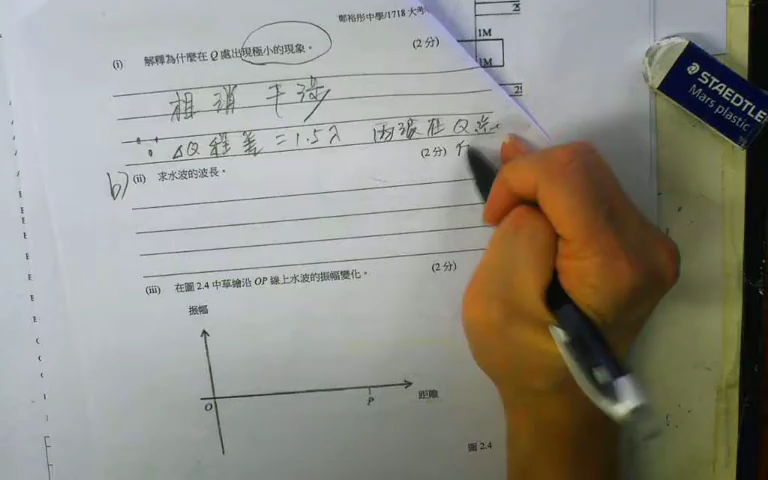 鄭裕彤中學/1718 大考
(i) 解釋為什麼在 Q 處出現極小的現象。 (2 分)
1M
1M
相消干涉
∵ ΔQ 程差 = 1.5λ 兩波在 Q 點
b) (ii) 求水波的波長。 (2 分)
(iii) 在圖 2.4 中草繪沿 OP 線上水波的振幅變化。 (2 分)
振幅
O
P
距離
圖 2.4
STAEDTLER
Mars plastic